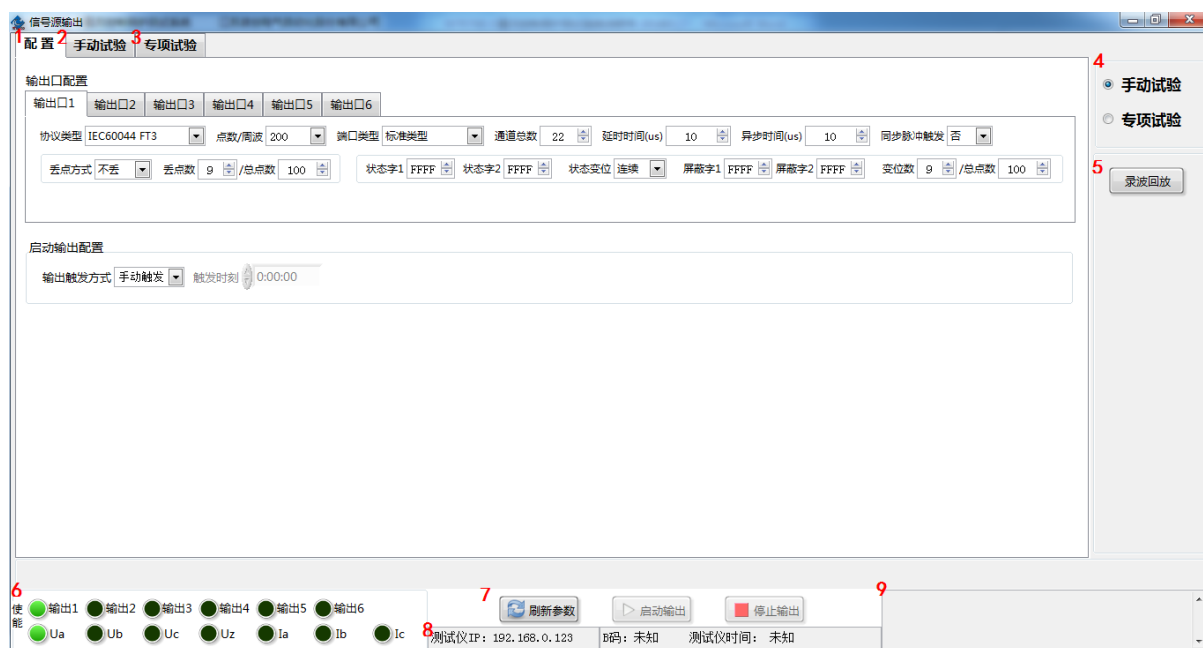 信号源输出
1 2 3
配 置 手动试验 专项试验
4
手动试验
专项试验
5
录波回放
输出口配置
输出口1 输出口2 输出口3 输出口4 输出口5 输出口6
协议类型 IEC60044 FT3 点数/周波 200 端口类型 标准类型 通道总数 22 延时时间(us) 10 异步时间(us) 10 同步脉冲触发 否
丢点方式 不丢 丢点数 9 /总点数 100 状态字1 FFFF 状态字2 FFFF 状态变位 连续 屏蔽字1 FFFF 屏蔽字2 FFFF 变位数 9 /总点数 100
启动输出配置
输出触发方式 手动触发 触发时刻 0:00:00
6
使能
输出1 输出2 输出3 输出4 输出5 输出6
Ua Ub Uc Uz Ia Ib Ic
7
刷新参数 启动输出 停止输出
8
测试仪IP: 192.168.0.123 B码: 未知 测试仪时间: 未知
9